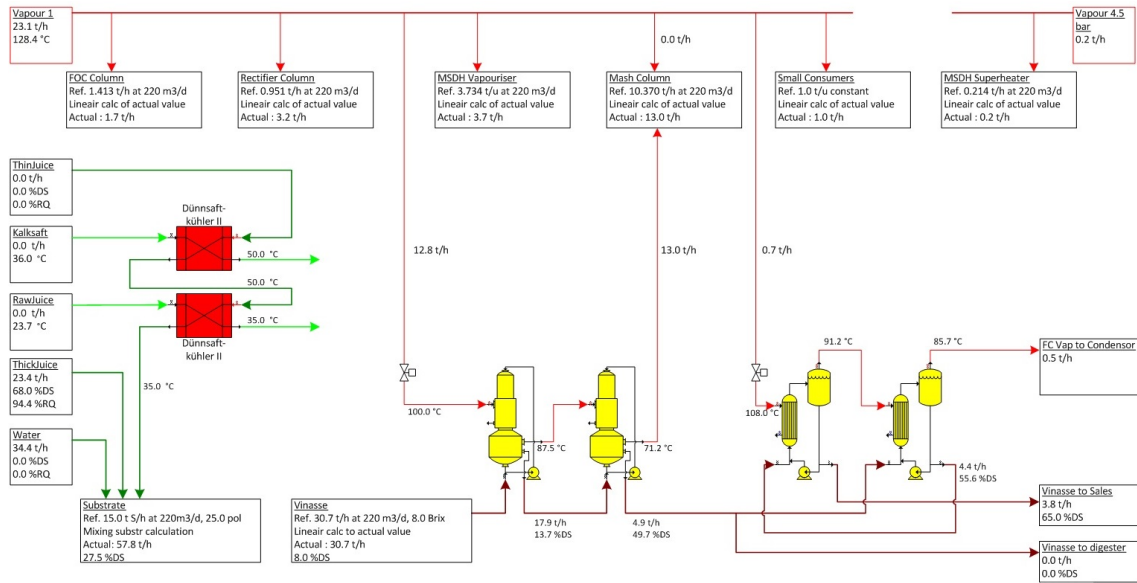 Vapour 1
23.1 t/h
128.4 °C
0.0 t/h
Vapour 4.5
bar
0.2 t/h
FOC Column
Ref. 1.413 t/h at 220 m3/d
Lineair calc of actual value
Actual : 1.7 t/h
Rectifier Column
Ref. 0.951 t/h at 220 m3/d
Lineair calc of actual value
Actual : 3.2 t/h
MSDH Vapouriser
Ref. 3.734 t/u at 220 m3/d
Lineair calc of actual value
Actual : 3.7 t/h
Mash Column
Ref. 10.370 t/h at 220 m3/d
Lineair calc of actual value
Actual : 13.0 t/h
Small Consumers
Ref. 1.0 t/u constant
Lineair calc of actual value
Actual : 1.0 t/h
MSDH Superheater
Ref. 0.214 t/h at 220 m3/d
Lineair calc of actual value
Actual : 0.2 t/h
ThinJuice
0.0 t/h
0.0 %DS
0.0 %RQ
Dünnsaft-
kühler II
Kalksaft
0.0 t/h
36.0 °C
50.0 °C
50.0 °C
RawJuice
0.0 t/h
23.7 °C
35.0 °C
Dünnsaft-
kühler II
12.8 t/h
13.0 t/h
0.7 t/h
ThickJuice
23.4 t/h
68.0 %DS
94.4 %RQ
35.0 °C
Water
34.4 t/h
0.0 %DS
0.0 %RQ
100.0 °C
87.5 °C
71.2 °C
108.0 °C
91.2 °C
85.7 °C
FC Vap to Condensor
0.5 t/h
4.4 t/h
55.6 %DS
Substrate
Ref. 15.0 t S/h at 220m3/d, 25.0 pol
Mixing substr calculation
Actual: 57.8 t/h
27.5 %DS
Vinasse
Ref. 30.7 t/h at 220 m3/d, 8.0 Brix
Lineair calc to actual value
Actual : 30.7 t/h
8.0 %DS
17.9 t/h
13.7 %DS
4.9 t/h
49.7 %DS
Vinasse to Sales
3.8 t/h
65.0 %DS
Vinasse to digester
0.0 t/h
0.0 %DS